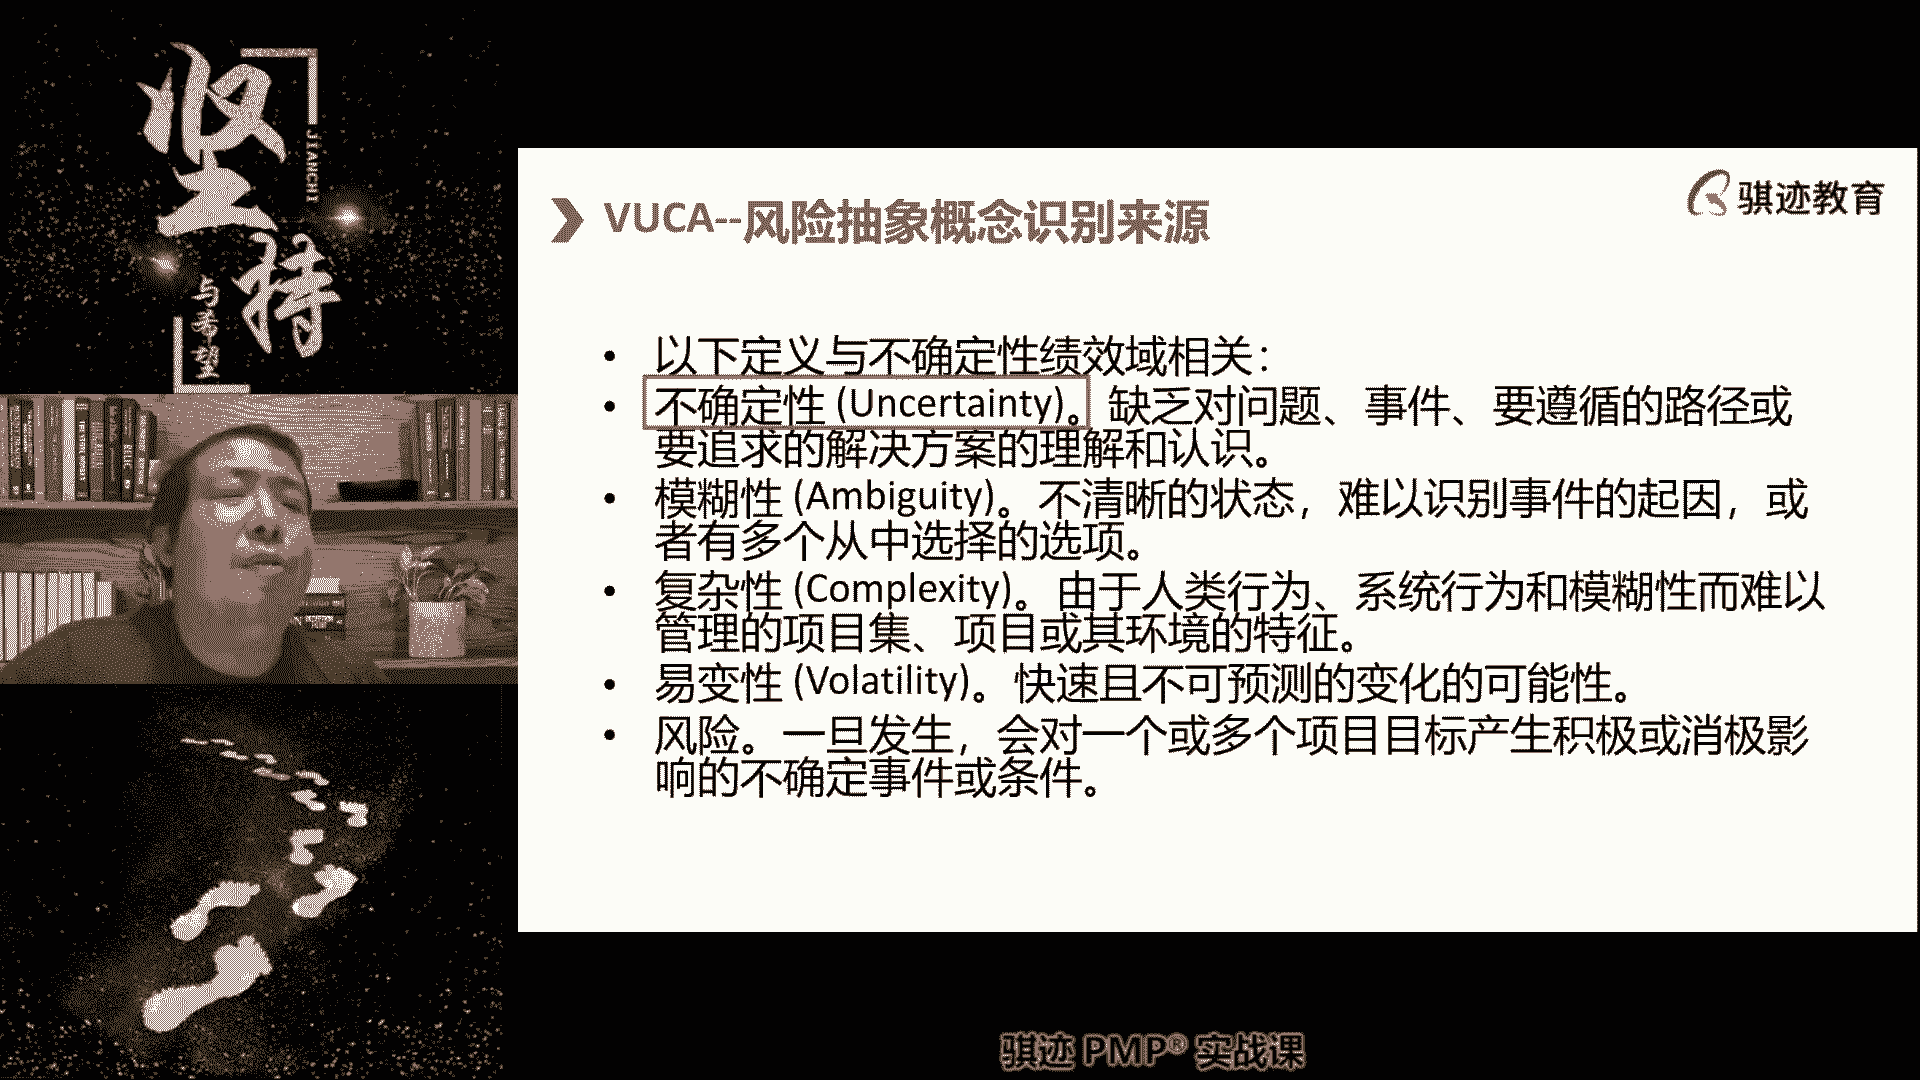 坚持
JIANCHI
与希望
骐迹教育
VUCA--风险抽象概念识别来源
• 以下定义与不确定性绩效域相关：
• 不确定性 (Uncertainty)。缺乏对问题、事件、要遵循的路径或
要追求的解决方案的理解和认识。
• 模糊性 (Ambiguity)。不清晰的状态，难以识别事件的起因，或
者有多个从中选择的选项。
• 复杂性 (Complexity)。由于人类行为、系统行为和模糊性而难以
管理的项目集、项目或其环境的特征。
• 易变性 (Volatility)。快速且不可预测的变化的可能性。
• 风险。一旦发生，会对一个或多个项目目标产生积极或消极影
响的不确定事件或条件。
骐迹 PMP® 实战课